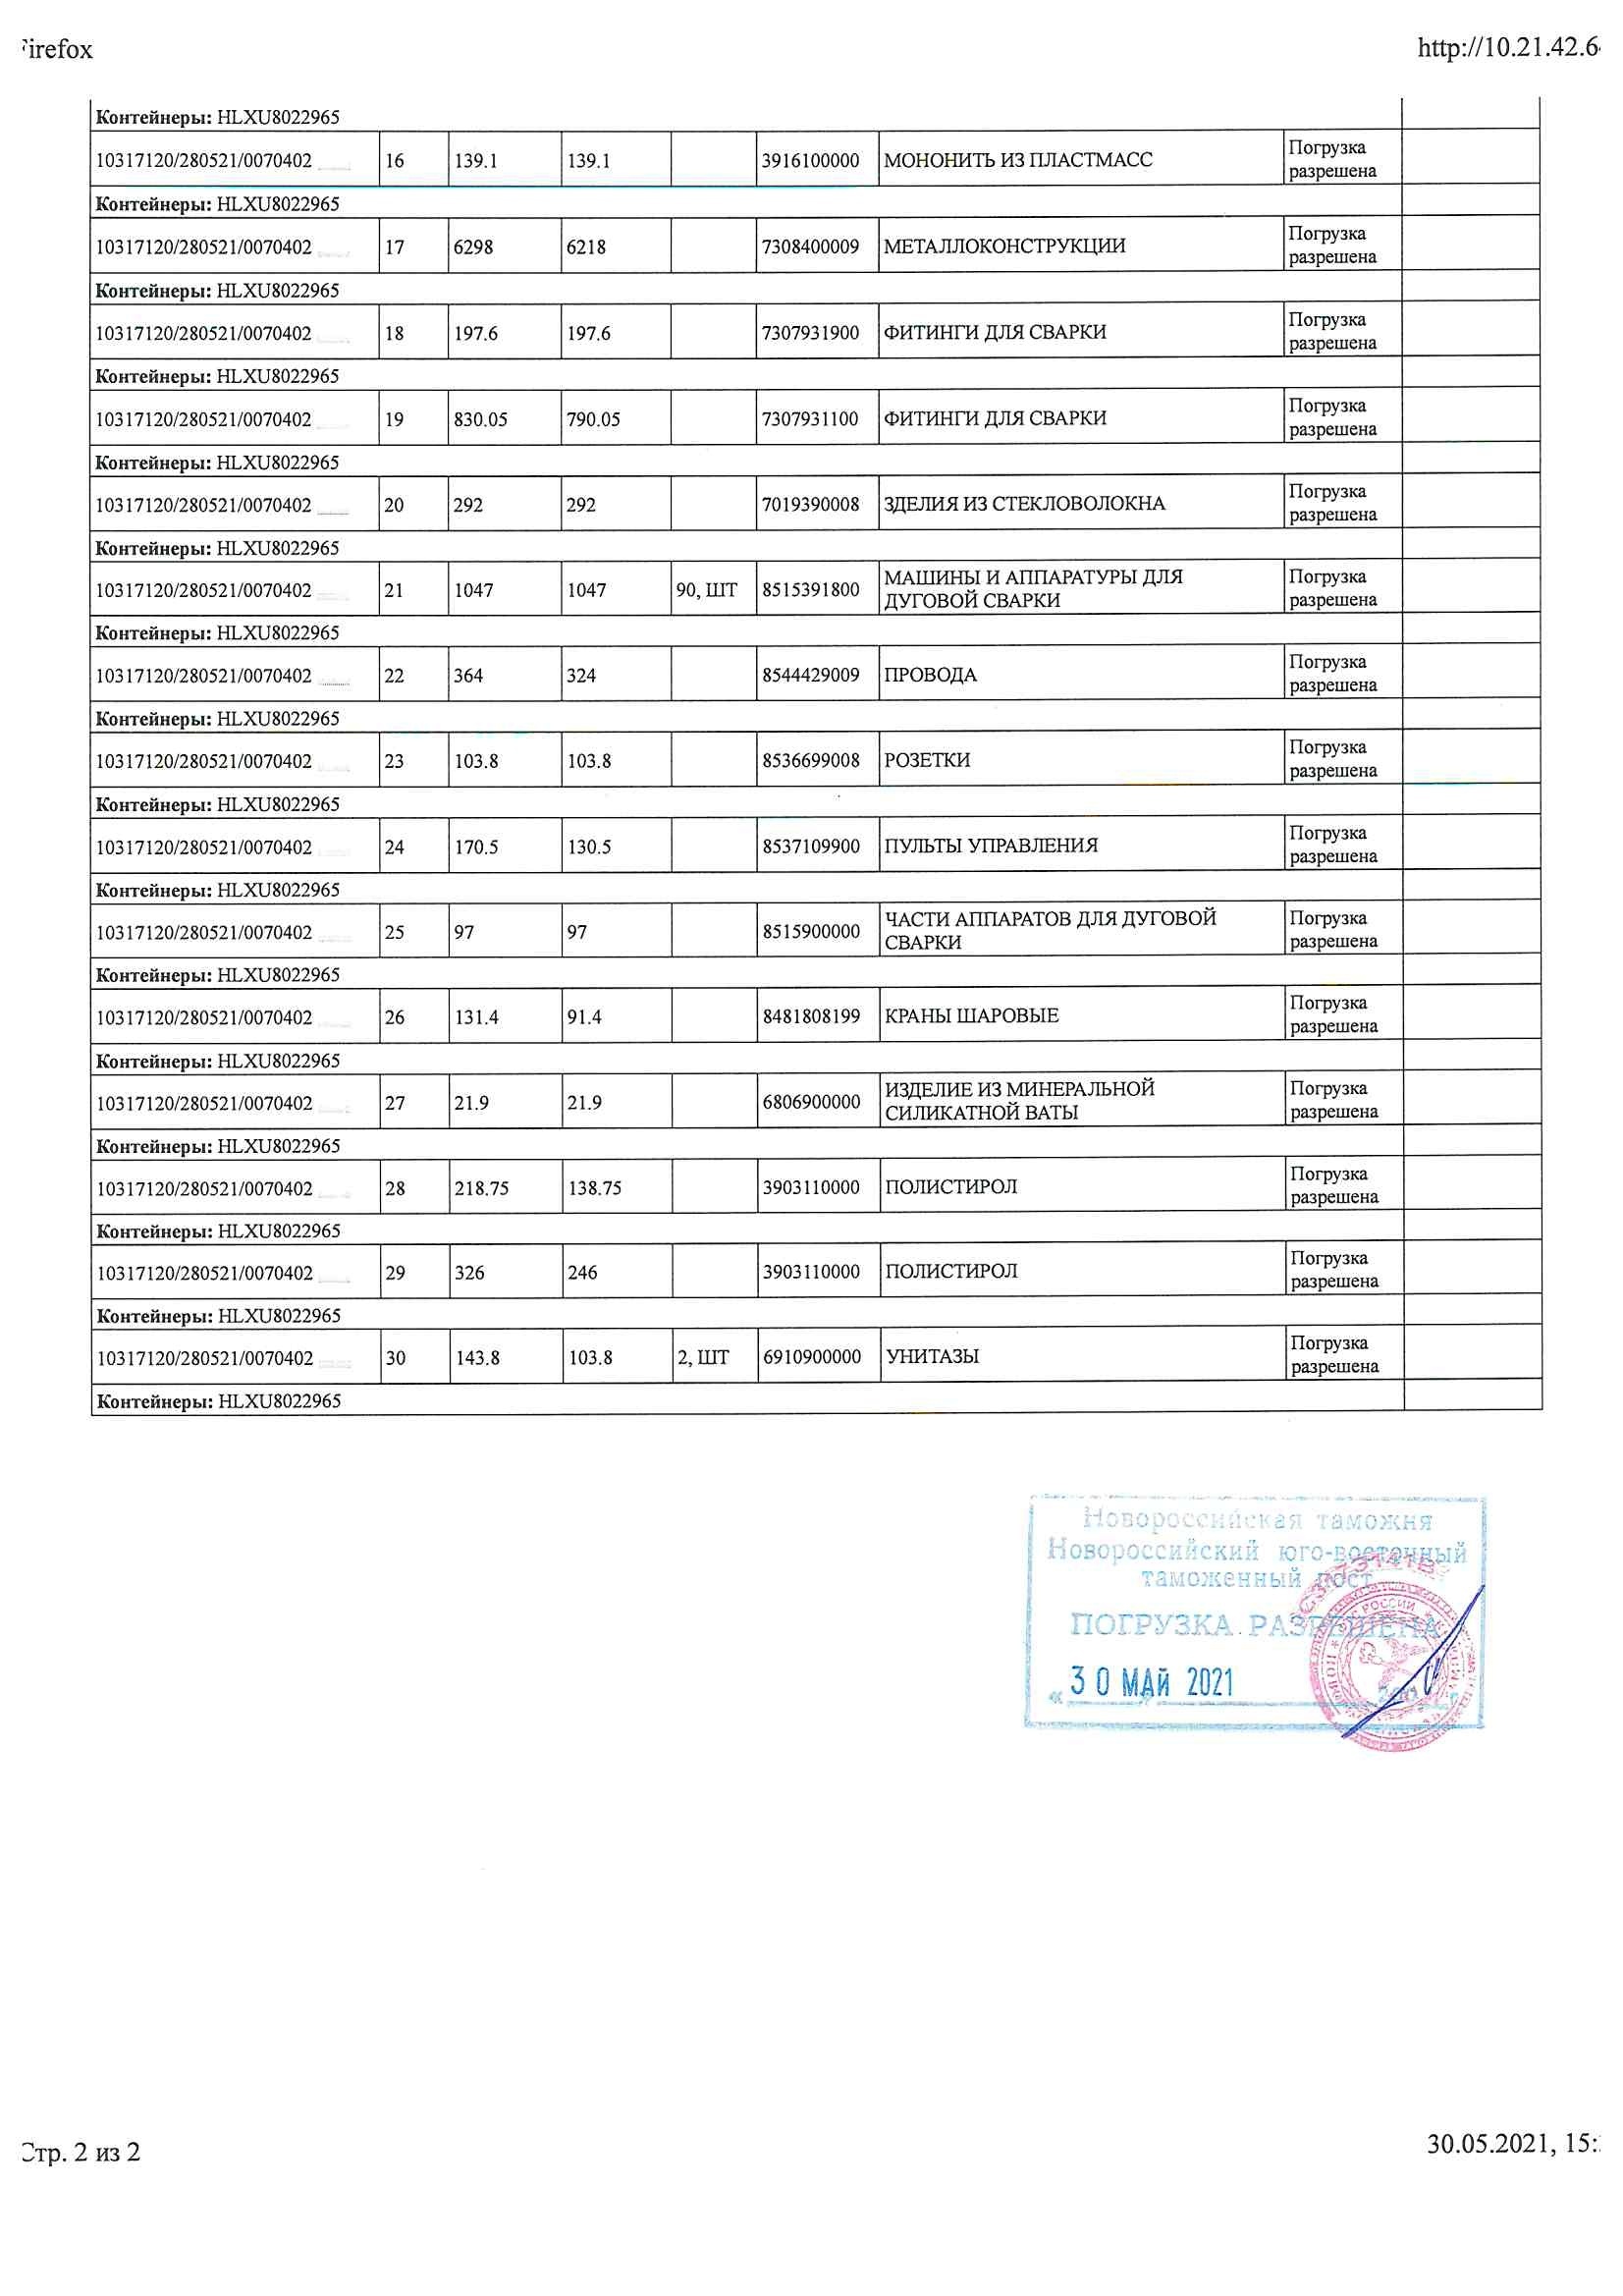 irefox
http://10.21.42.6
Контейнеры: HLXU8022965
10317120/280521/0070402 16 139.1 139.1 3916100000 МОНОНИТЬ ИЗ ПЛАСТМАСС Погрузка разрешена
Контейнеры: HLXU8022965
10317120/280521/0070402 17 6298 6218 7308400009 МЕТАЛЛОКОНСТРУКЦИИ Погрузка разрешена
Контейнеры: HLXU8022965
10317120/280521/0070402 18 197.6 197.6 7307931900 ФИТИНГИ ДЛЯ СВАРКИ Погрузка разрешена
Контейнеры: HLXU8022965
10317120/280521/0070402 19 830.05 790.05 7307931100 ФИТИНГИ ДЛЯ СВАРКИ Погрузка разрешена
Контейнеры: HLXU8022965
10317120/280521/0070402 20 292 292 7019390008 ЗДЕЛИЯ ИЗ СТЕКЛОВОЛОКНА Погрузка разрешена
Контейнеры: HLXU8022965
10317120/280521/0070402 21 1047 1047 90, ШТ 8515391800 МАШИНЫ И АППАРАТУРЫ ДЛЯ ДУГОВОЙ СВАРКИ Погрузка разрешена
Контейнеры: HLXU8022965
10317120/280521/0070402 22 364 324 8544429009 ПРОВОДА Погрузка разрешена
Контейнеры: HLXU8022965
10317120/280521/0070402 23 103.8 103.8 8536699008 РОЗЕТКИ Погрузка разрешена
Контейнеры: HLXU8022965
10317120/280521/0070402 24 170.5 130.5 8537109900 ПУЛЬТЫ УПРАВЛЕНИЯ Погрузка разрешена
Контейнеры: HLXU8022965
10317120/280521/0070402 25 97 97 8515900000 ЧАСТИ АППАРАТОВ ДЛЯ ДУГОВОЙ СВАРКИ Погрузка разрешена
Контейнеры: HLXU8022965
10317120/280521/0070402 26 131.4 91.4 8481808199 КРАНЫ ШАРОВЫЕ Погрузка разрешена
Контейнеры: HLXU8022965
10317120/280521/0070402 27 21.9 21.9 6806900000 ИЗДЕЛИЕ ИЗ МИНЕРАЛЬНОЙ СИЛИКАТНОЙ ВАТЫ Погрузка разрешена
Контейнеры: HLXU8022965
10317120/280521/0070402 28 218.75 138.75 3903110000 ПОЛИСТИРОЛ Погрузка разрешена
Контейнеры: HLXU8022965
10317120/280521/0070402 29 326 246 3903110000 ПОЛИСТИРОЛ Погрузка разрешена
Контейнеры: HLXU8022965
10317120/280521/0070402 30 143.8 103.8 2, ШТ 6910900000 УНИТАЗЫ Погрузка разрешена
Контейнеры: HLXU8022965
Новороссийская таможня
Новороссийский юго-восточный
таможенный пост
ПОГРУЗКА РАЗРЕШЕНА
« 30 МАЙ 2021
РОССИИ
Стр. 2 из 2
30.05.2021, 15: